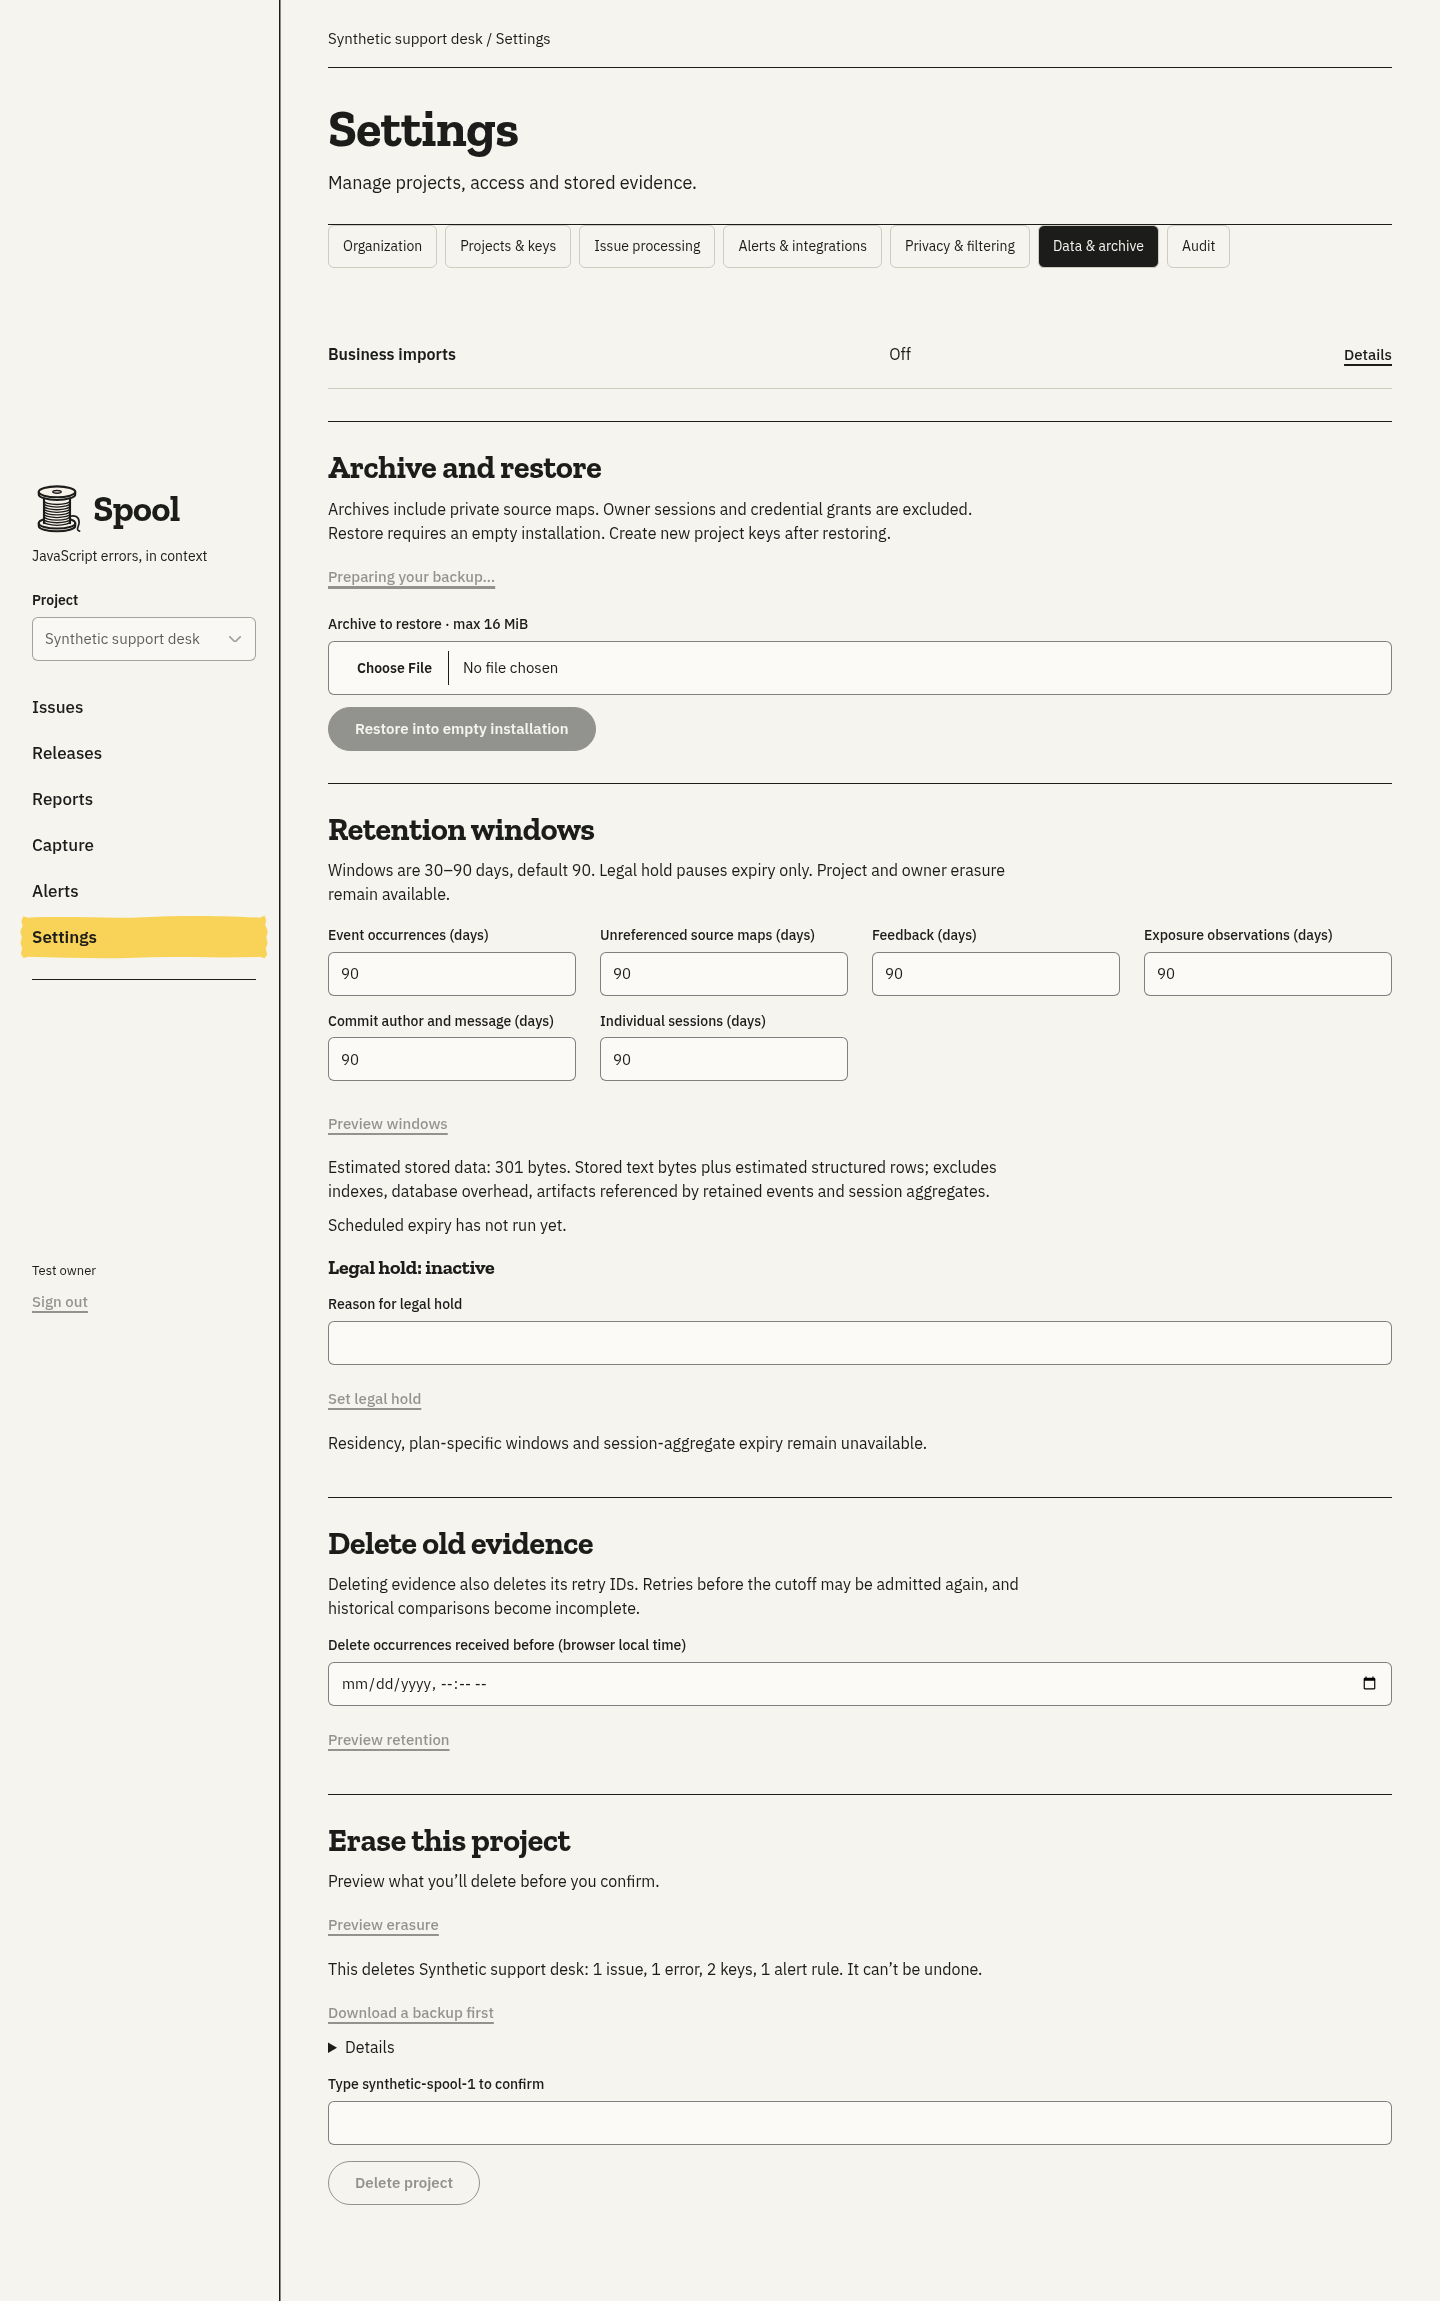 Synthetic support desk / Settings
Settings
Manage projects, access and stored evidence.
Organization
Projects & keys
Issue processing
Alerts & integrations
Privacy & filtering
Data & archive
Audit
Business imports
Off
Details
Archive and restore
Archives include private source maps. Owner sessions and credential grants are excluded.
Restore requires an empty installation. Create new project keys after restoring.
Preparing your backup…
Archive to restore · max 16 MiB
Choose File
No file chosen
Restore into empty installation
Retention windows
Windows are 30–90 days, default 90. Legal hold pauses expiry only. Project and owner erasure
remain available.
Event occurrences (days)
Unreferenced source maps (days)
Feedback (days)
Exposure observations (days)
90
90
90
90
Commit author and message (days)
Individual sessions (days)
90
90
Preview windows
Estimated stored data: 301 bytes. Stored text bytes plus estimated structured rows; excludes
indexes, database overhead, artifacts referenced by retained events and session aggregates.
Scheduled expiry has not run yet.
Legal hold: inactive
Reason for legal hold
Set legal hold
Residency, plan-specific windows and session-aggregate expiry remain unavailable.
Delete old evidence
Deleting evidence also deletes its retry IDs. Retries before the cutoff may be admitted again, and
historical comparisons become incomplete.
Delete occurrences received before (browser local time)
mm/dd/yyyy, --:-- --
Preview retention
Erase this project
Preview what you’ll delete before you confirm.
Preview erasure
This deletes Synthetic support desk: 1 issue, 1 error, 2 keys, 1 alert rule. It can’t be undone.
Download a backup first
Details
Type synthetic-spool-1 to confirm
Delete project
Spool
JavaScript errors, in context
Project
Synthetic support desk
Issues
Releases
Reports
Capture
Alerts
Settings
Test owner
Sign out